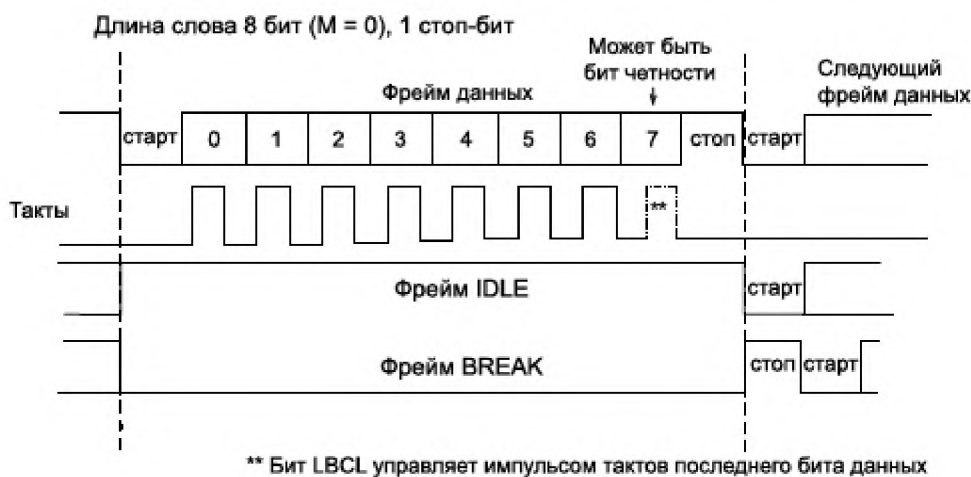 Длина слова 8 бит (M = 0), 1 стоп-бит
Может быть
бит четности
Следующий
фрейм данных
Фрейм данных
старт 0 1 2 3 4 5 6 7 стоп старт
Такты
**
Фрейм IDLE старт
Фрейм BREAK стоп старт
** Бит LBCL управляет импульсом тактов последнего бита данных